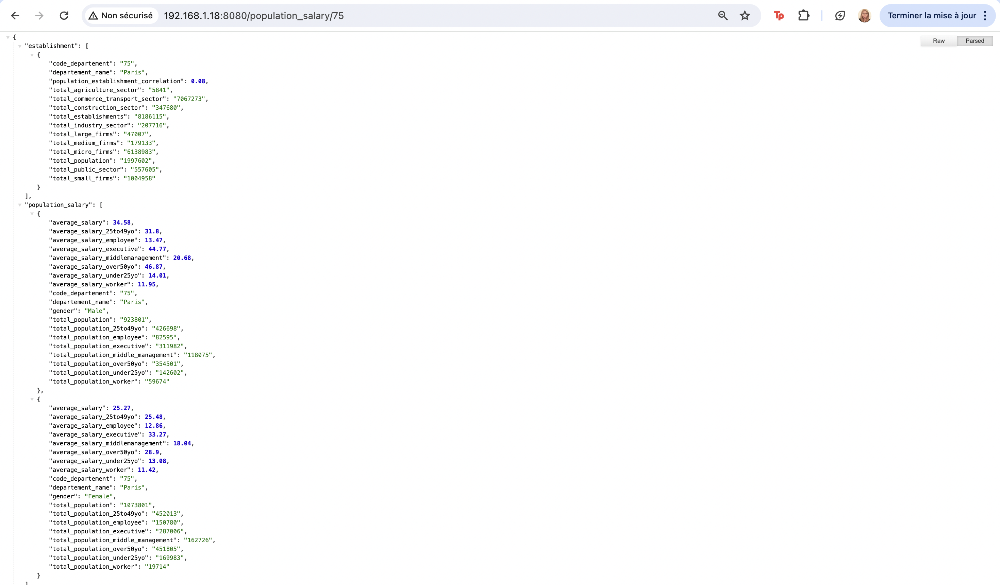 Non sécurisé
192.168.1.18:8080/population_salary/75
Tp
Terminer la mise à jour
Raw
Parsed
{
"establishment": [
{
"code_departement": "75",
"departement_name": "Paris",
"population_establishment_correlation": 0.08,
"total_agriculture_sector": "5841",
"total_commerce_transport_sector": "7067273",
"total_construction_sector": "347680",
"total_establishments": "8186115",
"total_industry_sector": "207716",
"total_large_firms": "47007",
"total_medium_firms": "179133",
"total_micro_firms": "6138983",
"total_population": "1997602",
"total_public_sector": "557605",
"total_small_firms": "1004958"
}
],
"population_salary": [
{
"average_salary": 34.58,
"average_salary_25to49yo": 31.8,
"average_salary_employee": 13.47,
"average_salary_executive": 44.77,
"average_salary_middlemanagement": 20.68,
"average_salary_over50yo": 46.87,
"average_salary_under25yo": 14.01,
"average_salary_worker": 11.95,
"code_departement": "75",
"departement_name": "Paris",
"gender": "Male",
"total_population": "923801",
"total_population_25to49yo": "426698",
"total_population_employee": "82595",
"total_population_executive": "311982",
"total_population_middle_management": "118075",
"total_population_over50yo": "354501",
"total_population_under25yo": "142602",
"total_population_worker": "59674"
},
{
"average_salary": 25.27,
"average_salary_25to49yo": 25.48,
"average_salary_employee": 12.86,
"average_salary_executive": 33.27,
"average_salary_middlemanagement": 18.04,
"average_salary_over50yo": 28.9,
"average_salary_under25yo": 13.08,
"average_salary_worker": 11.42,
"code_departement": "75",
"departement_name": "Paris",
"gender": "Female",
"total_population": "1073801",
"total_population_25to49yo": "452013",
"total_population_employee": "150780",
"total_population_executive": "287006",
"total_population_middle_management": "162726",
"total_population_over50yo": "451805",
"total_population_under25yo": "169983",
"total_population_worker": "19714"
}
]